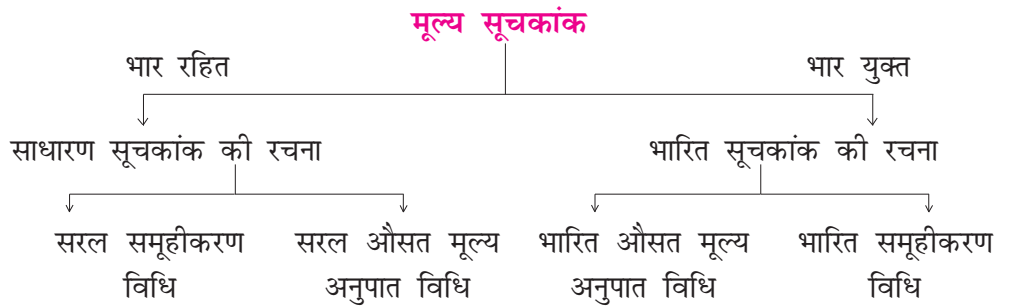 मूल्य सूचकांक
भार रहित
भार युक्त
साधारण सूचकांक की रचना
भारित सूचकांक की रचना
सरल समूहीकरण
विधि
सरल औसत मूल्य
अनुपात विधि
भारित औसत मूल्य
अनुपात विधि
भारित समूहीकरण
विधि